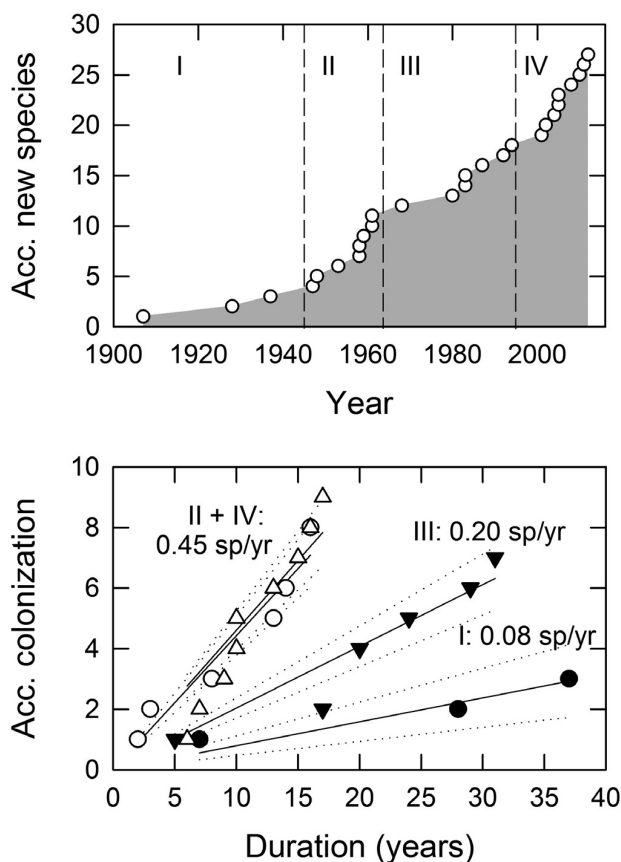 30
25
20
15
10
5
0
Acc. new species
I II III IV
1900 1920 1940 1960 1980 2000
Year
10
8
6
4
2
0
Acc. colonization
II + IV:
0.45 sp/yr
III: 0.20 sp/yr
I: 0.08 sp/yr
0 5 10 15 20 25 30 35 40
Duration (years)